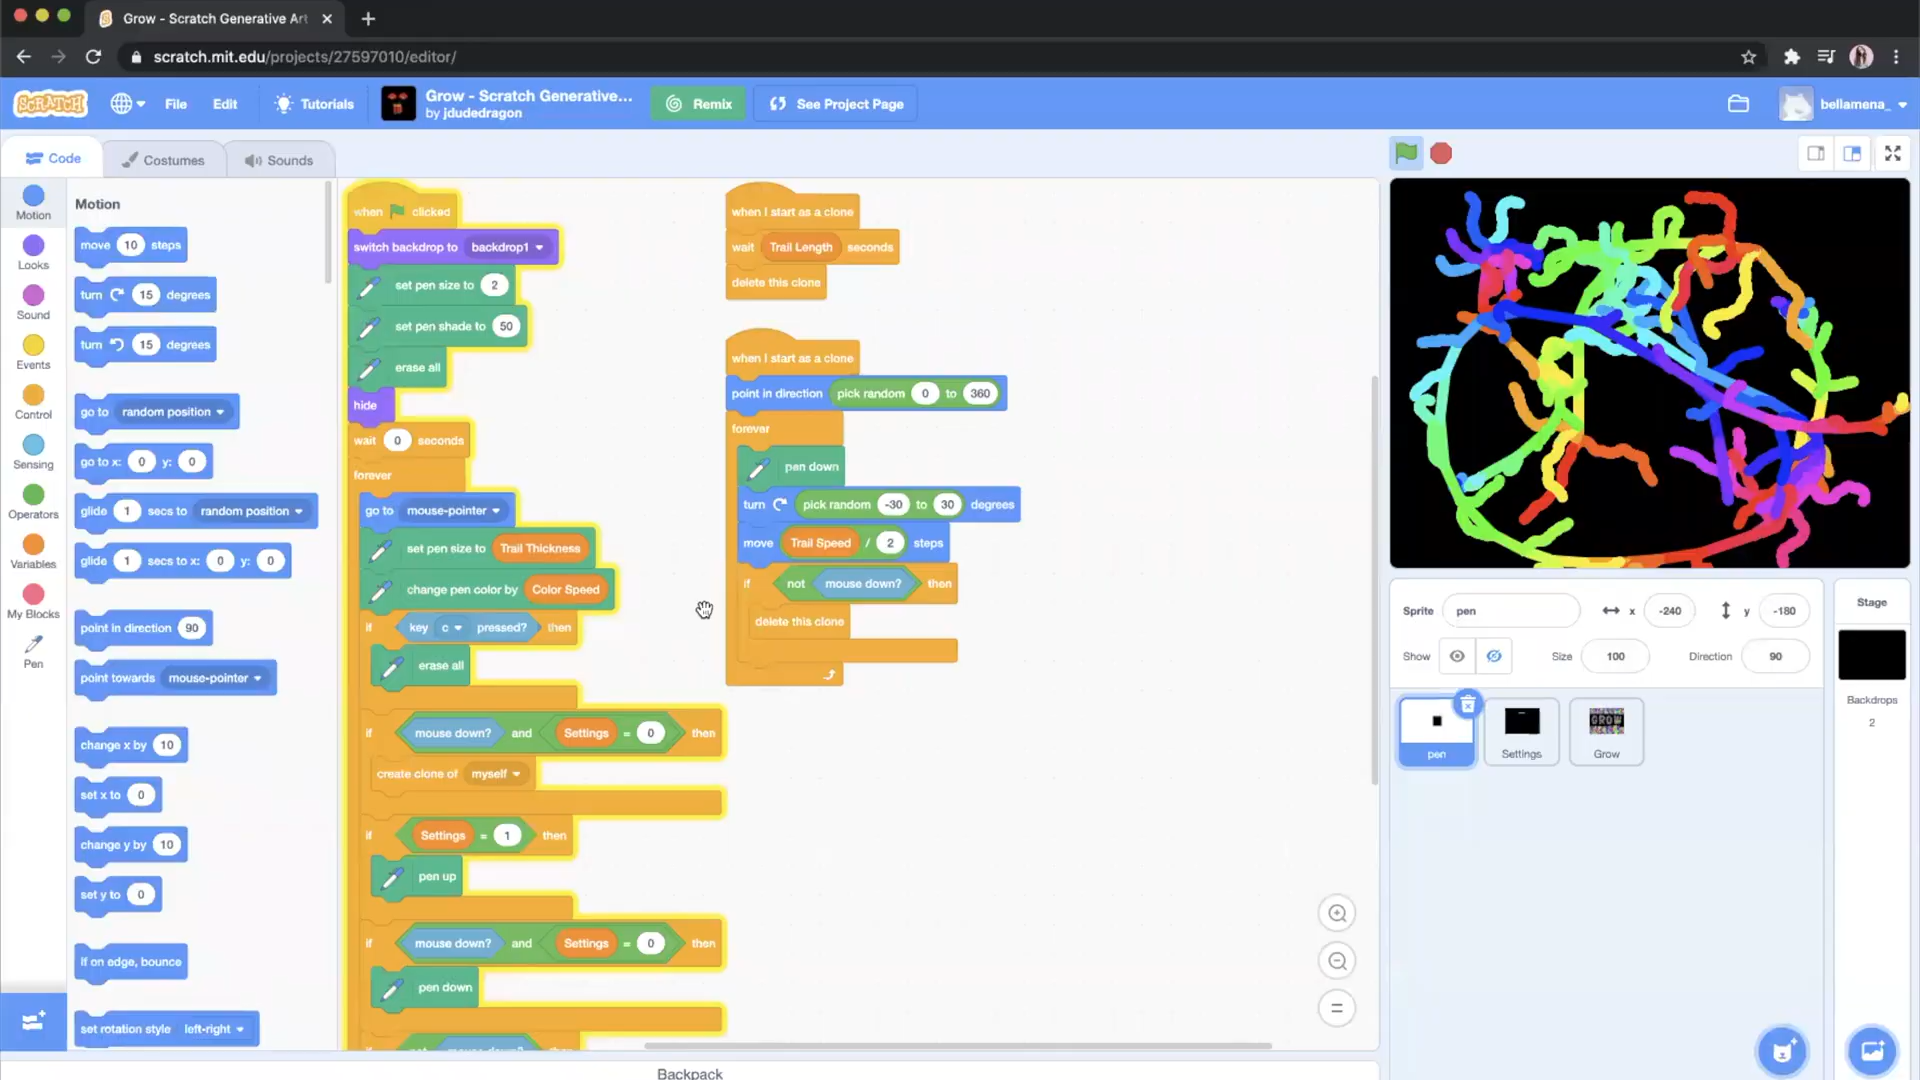 Grow - Scratch Generative Art
scratch.mit.edu/projects/27597010/editor/
SCRATCH
File
Edit
Tutorials
Grow - Scratch Generative...
by jdudedragon
Remix
See Project Page
bellamena_
Code
Costumes
Sounds
Motion
Looks
Sound
Events
Control
Sensing
Operators
Variables
My Blocks
Pen
Motion
move 10 steps
turn 15 degrees
turn 15 degrees
go to random position
go to x: 0 y: 0
glide 1 secs to random position
glide 1 secs to x: 0 y: 0
point in direction 90
point towards mouse-pointer
change x by 10
set x to 0
change y by 10
set y to 0
if on edge, bounce
set rotation style left-right
when clicked
switch backdrop to backdrop1
set pen size to 2
set pen shade to 50
erase all
hide
wait 0 seconds
forever
go to mouse-pointer
set pen size to Trail Thickness
change pen color by Color Speed
if key c pressed? then
erase all
if mouse down? and Settings = 0 then
create clone of myself
if Settings = 1 then
pen up
if mouse down? and Settings = 0 then
pen down
if not mouse down? then
when I start as a clone
wait Trail Length seconds
delete this clone
when I start as a clone
point in direction pick random 0 to 360
forever
pen down
turn pick random -30 to 30 degrees
move Trail Speed / 2 steps
if not mouse down? then
delete this clone
Backpack
Sprite pen x -240 y -180
Show Size 100 Direction 90
pen
Settings
GROW
Grow
Stage
Backdrops
2